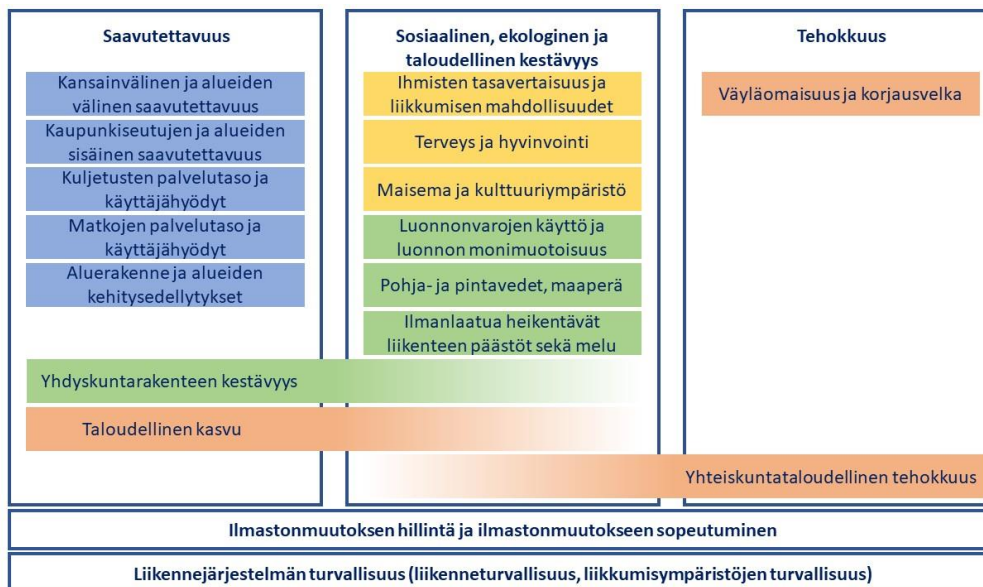 Saavutettavuus
Kansainvälinen ja alueiden
välinen saavutettavuus
Kaupunkiseutujen ja alueiden
sisäinen saavutettavuus
Kuljetusten palvelutaso ja
käyttäjähyödyt
Matkojen palvelutaso ja
käyttäjähyödyt
Aluerakenne ja alueiden
kehitysedellytykset
Sosiaalinen, ekologinen ja
taloudellinen kestävyys
Ihmisten tasavertaisuus ja
liikkumisen mahdollisuudet
Terveys ja hyvinvointi
Maisema ja kulttuuriympäristö
Luonnonvarojen käyttö ja
luonnon monimuotoisuus
Pohja- ja pintavedet, maaperä
Ilmanlaatua heikentävät
liikenteen päästöt sekä melu
Tehokkuus
Väyläomaisuus ja korjausvelka
Yhdyskuntarakenteen kestävyys
Taloudellinen kasvu
Yhteiskuntataloudellinen tehokkuus
Ilmastonmuutoksen hillintä ja ilmastonmuutokseen sopeutuminen
Liikennejärjestelmän turvallisuus (liikenneturvallisuus, liikkumisympäristöjen turvallisuus)